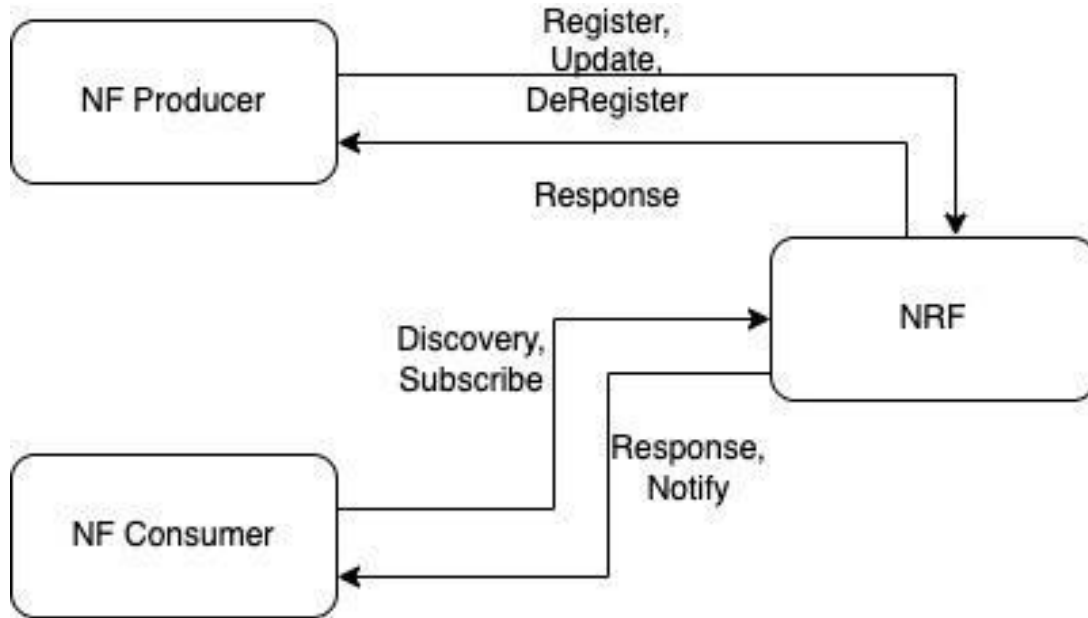 Register,
Update,
DeRegister
NF Producer
Response
NRF
Discovery,
Subscribe
Response,
Notify
NF Consumer